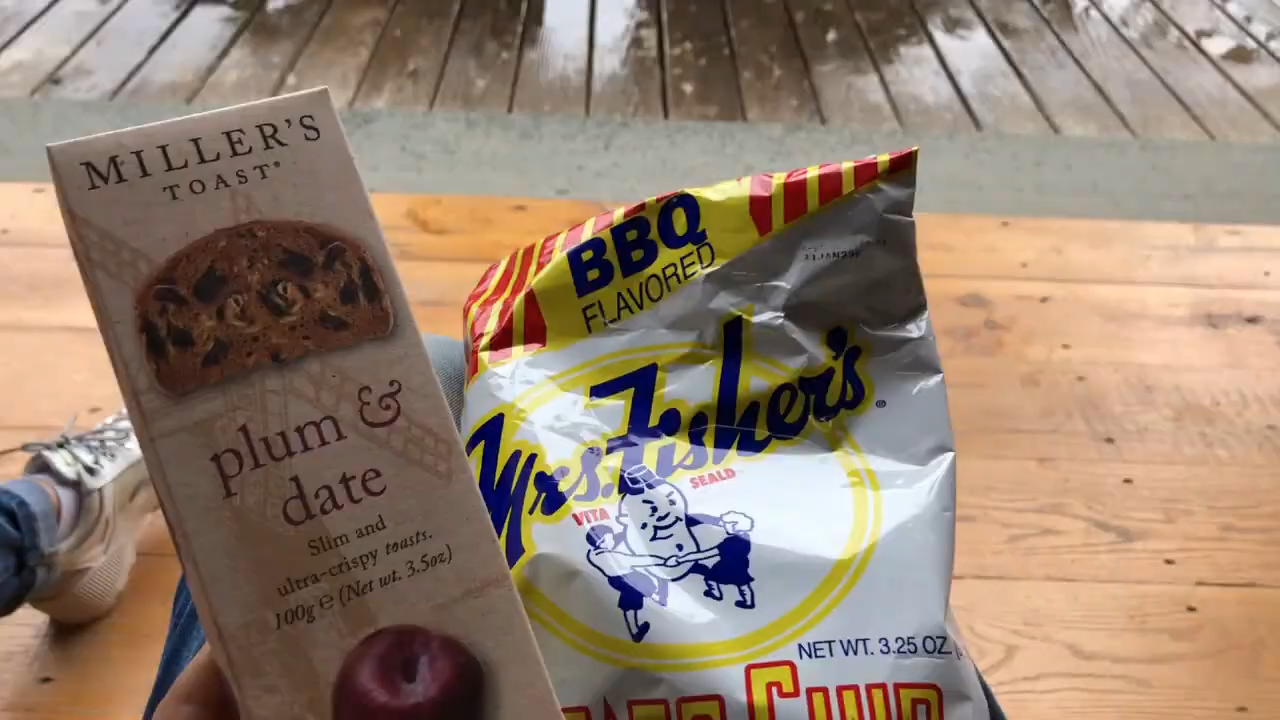 MILLER'S
TOAST®
plum &
date
Slim and
ultra-crispy toasts.
100g e (Net wt. 3.5oz)
BBQ
FLAVORED
Mrs. Fisher's®
VITA SEALD
NET WT. 3.25 OZ.
CHIP